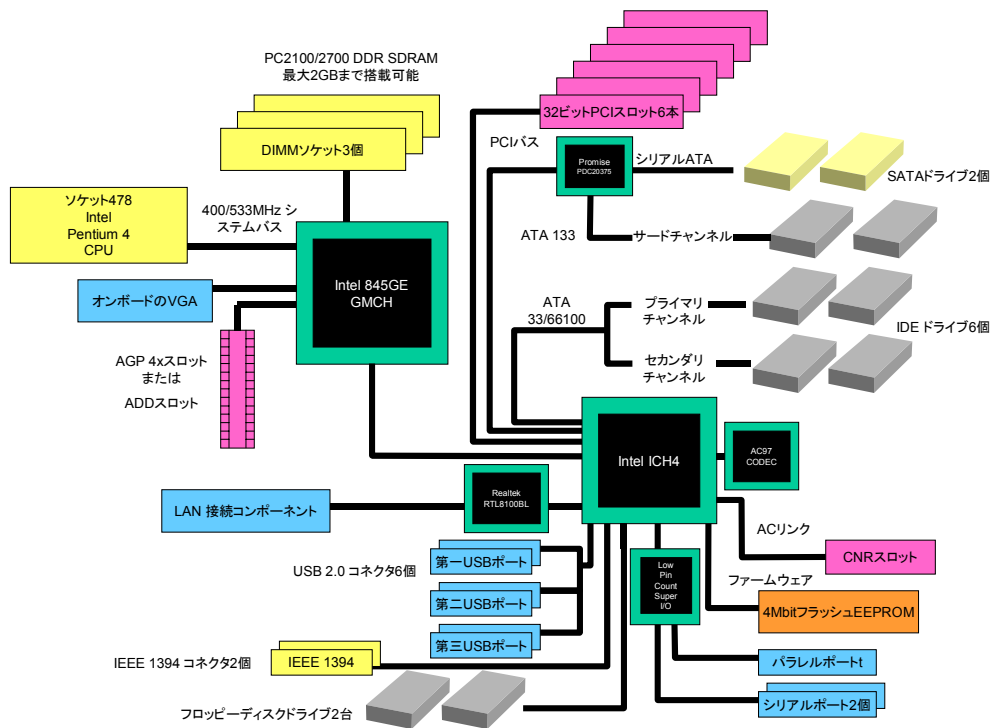 PC2100/2700 DDR SDRAM
最大2GBまで搭載可能
DIMMソケット3個
32ビットPCIスロット6本
PCIバス
Promise
PDC20375
シリアルATA
SATAドライブ2個
ソケット478
Intel
Pentium 4
CPU
400/533MHz シ
ステムバス
ATA 133
サードチャンネル
Intel 845GE
GMCH
オンボードのVGA
ATA
33/66100
プライマリ
チャンネル
IDE ドライブ6個
セカンダリ
チャンネル
AGP 4xスロット
または
ADDスロット
Intel ICH4
AC97
CODEC
Realtek
RTL8100BL
LAN 接続コンポーネント
ACリンク
CNRスロット
USB 2.0 コネクタ6個
第一USBポート
第二USBポート
第三USBポート
Low
Pin
Count
Super
I/O
ファームウェア
4MbitフラッシュEEPROM
IEEE 1394 コネクタ2個
IEEE 1394
パラレルポートt
シリアルポート2個
フロッピーディスクドライブ2台